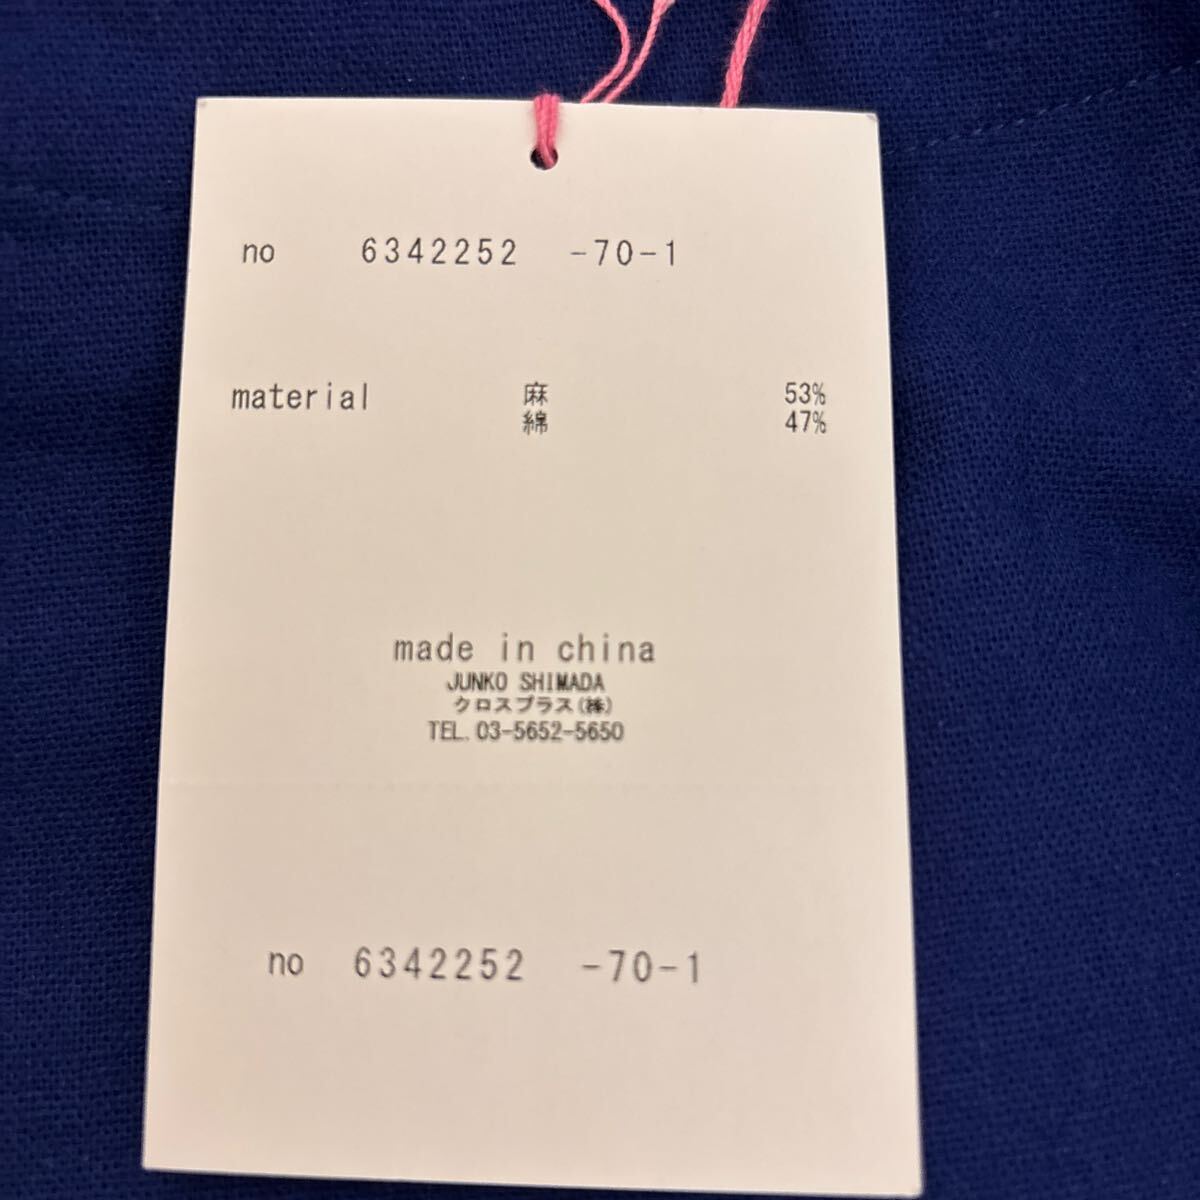 no 6342252 -70-1
material 麻 53%
綿 47%
made in china
JUNKO SHIMADA
クロスプラス(株)
TEL. 03-5652-5650
no 6342252 -70-1